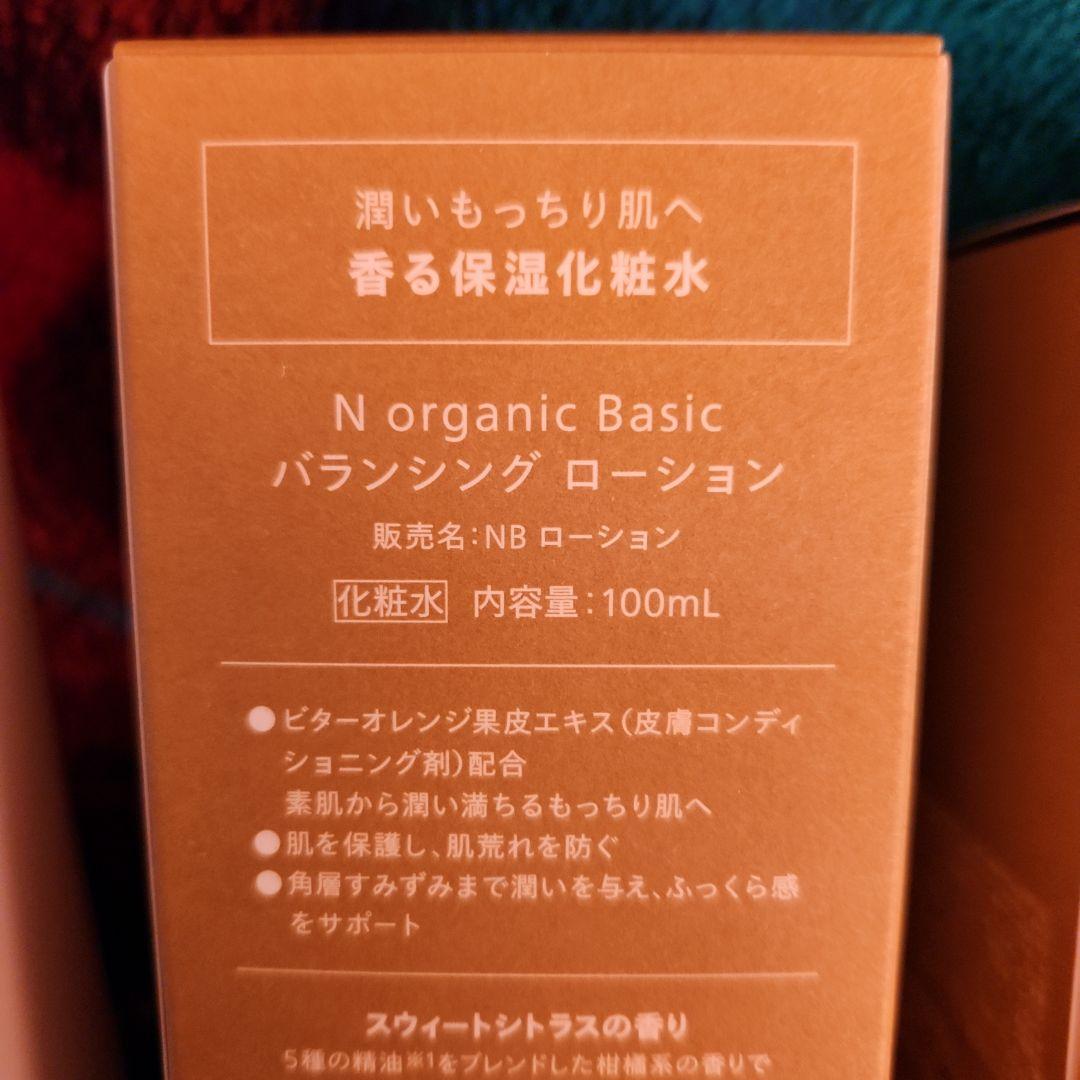 潤いもっちり肌へ
香る保湿化粧水
N organic Basic
バランシング ローション
販売名:NB ローション
化粧水 内容量:100mL
●ビターオレンジ果皮エキス(皮膚コンディ
ショニング剤)配合
素肌から潤い満ちるもっちり肌へ
●肌を保護し、肌荒れを防ぐ
●角層すみずみまで潤いを与え、ふっくら感
をサポート
スウィートシトラスの香り
5種の精油※1をブレンドした柑橘系の香りで